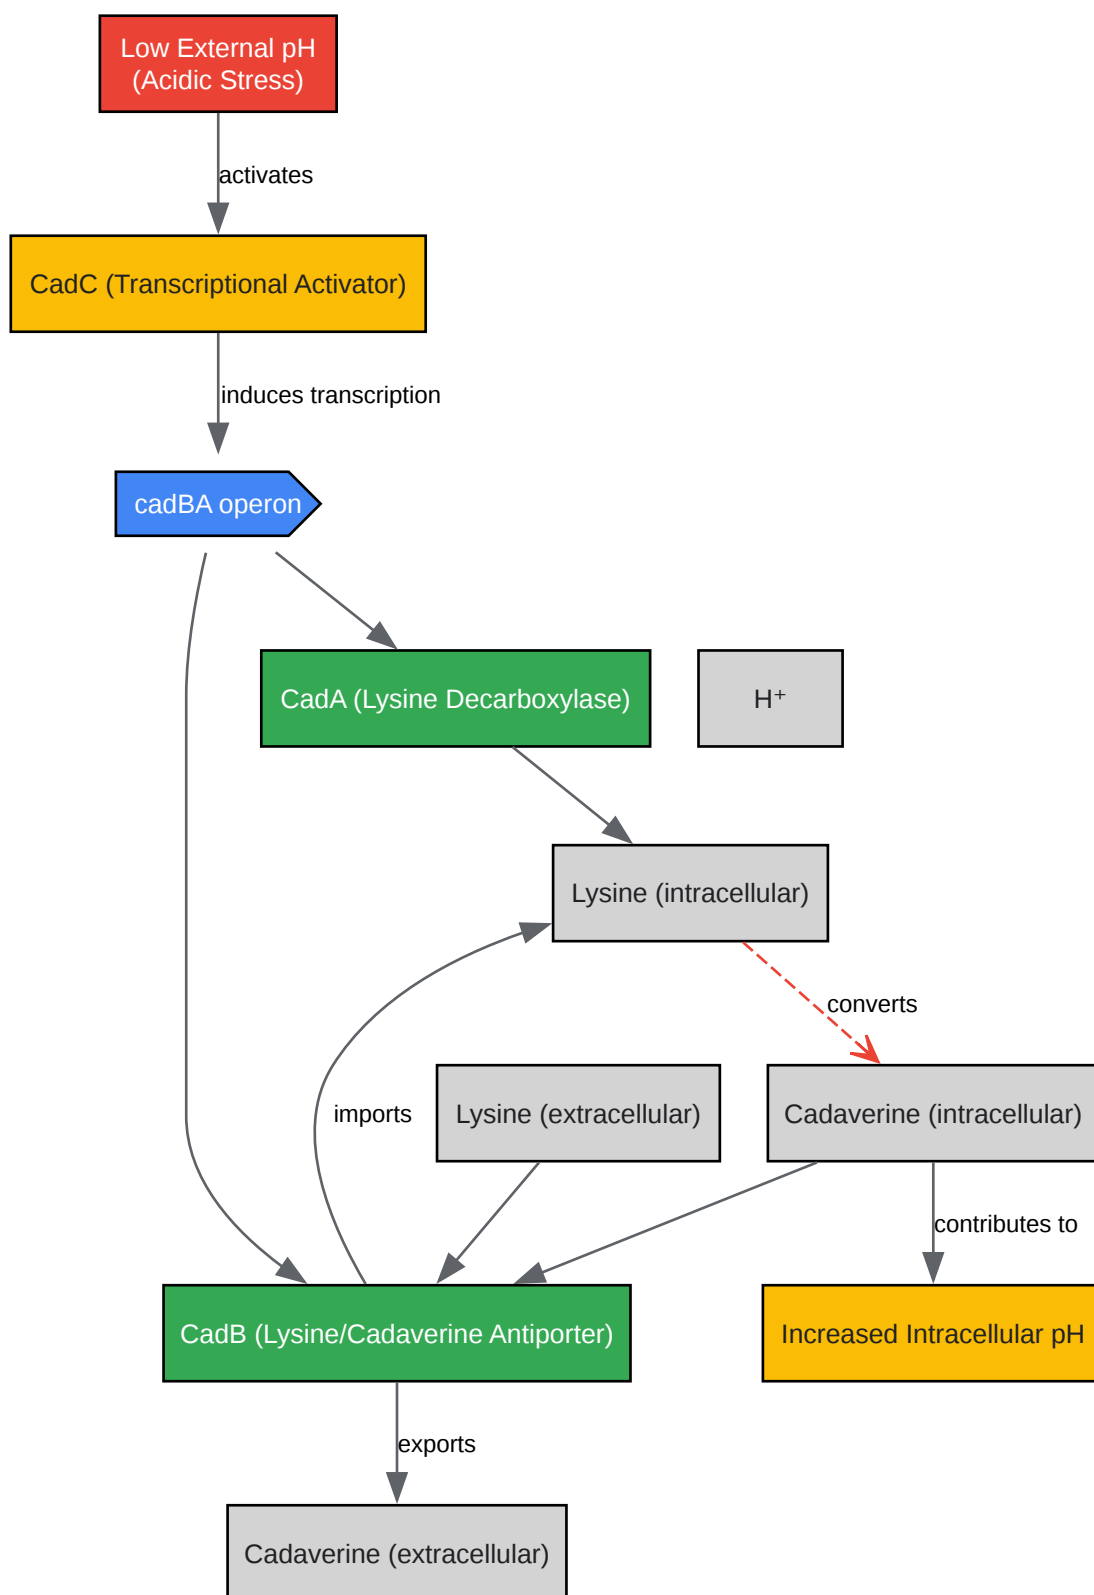 Low External pH
(Acidic Stress)
activates
CadC (Transcriptional Activator)
induces transcription
cadBA operon
CadA (Lysine Decarboxylase)
H⁺
Lysine (intracellular)
converts
imports
Lysine (extracellular)
Cadaverine (intracellular)
contributes to
CadB (Lysine/Cadaverine Antiporter)
Increased Intracellular pH
exports
Cadaverine (extracellular)